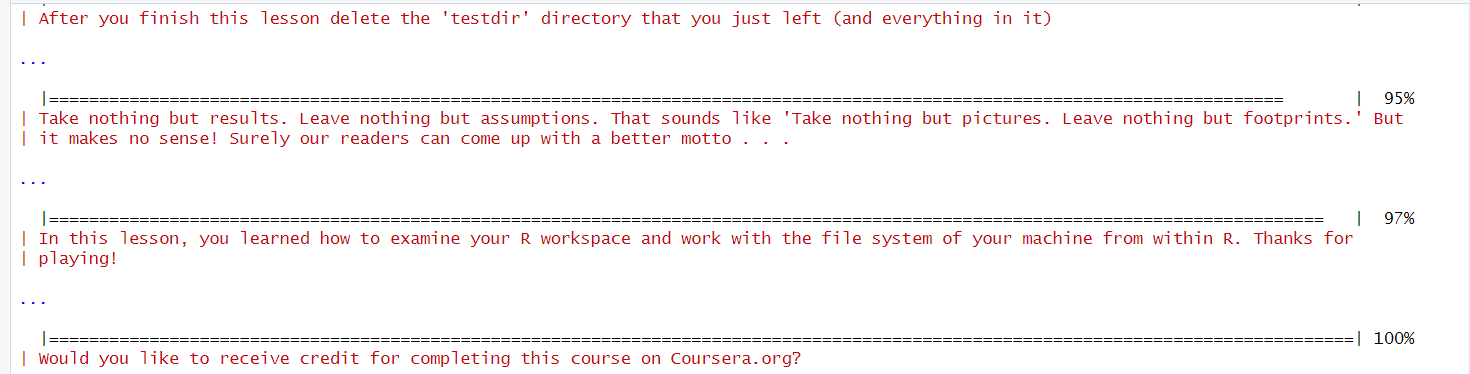 | After you finish this lesson delete the 'testdir' directory that you just left (and everything in it)
...
|==========================================================================================================================      |  95%
| Take nothing but results. Leave nothing but assumptions. That sounds like 'Take nothing but pictures. Leave nothing but footprints.' But
| it makes no sense! Surely our readers can come up with a better motto . . .
...
|==============================================================================================================================   |  97%
| In this lesson, you learned how to examine your R workspace and work with the file system of your machine from within R. Thanks for
| playing!
...
|=================================================================================================================================| 100%
| Would you like to receive credit for completing this course on Coursera.org?